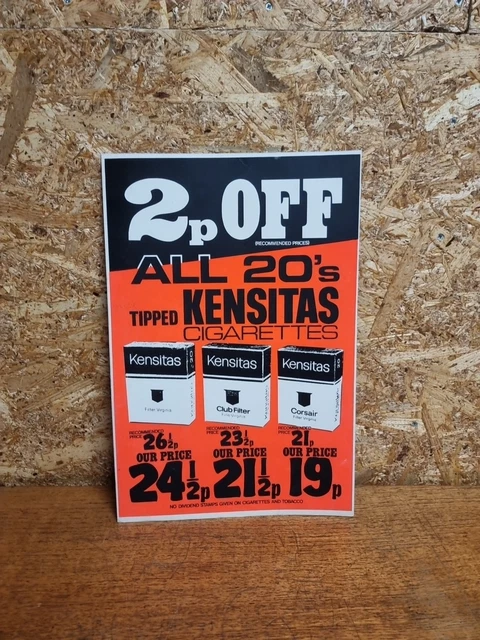 2p OFF
(RECOMMENDED PRICES)
ALL 20's
TIPPED KENSITAS
CIGARETTES
Kensitas Kensitas Kensitas
Club Filter Corsair
Filter Virginia
RECOMMENDED PRICE 26½p RECOMMENDED PRICE 23½p RECOMMENDED PRICE 21p
OUR PRICE OUR PRICE OUR PRICE
24½p 21½p 19p
NO DIVIDEND STAMPS GIVEN ON CIGARETTES AND TOBACCO